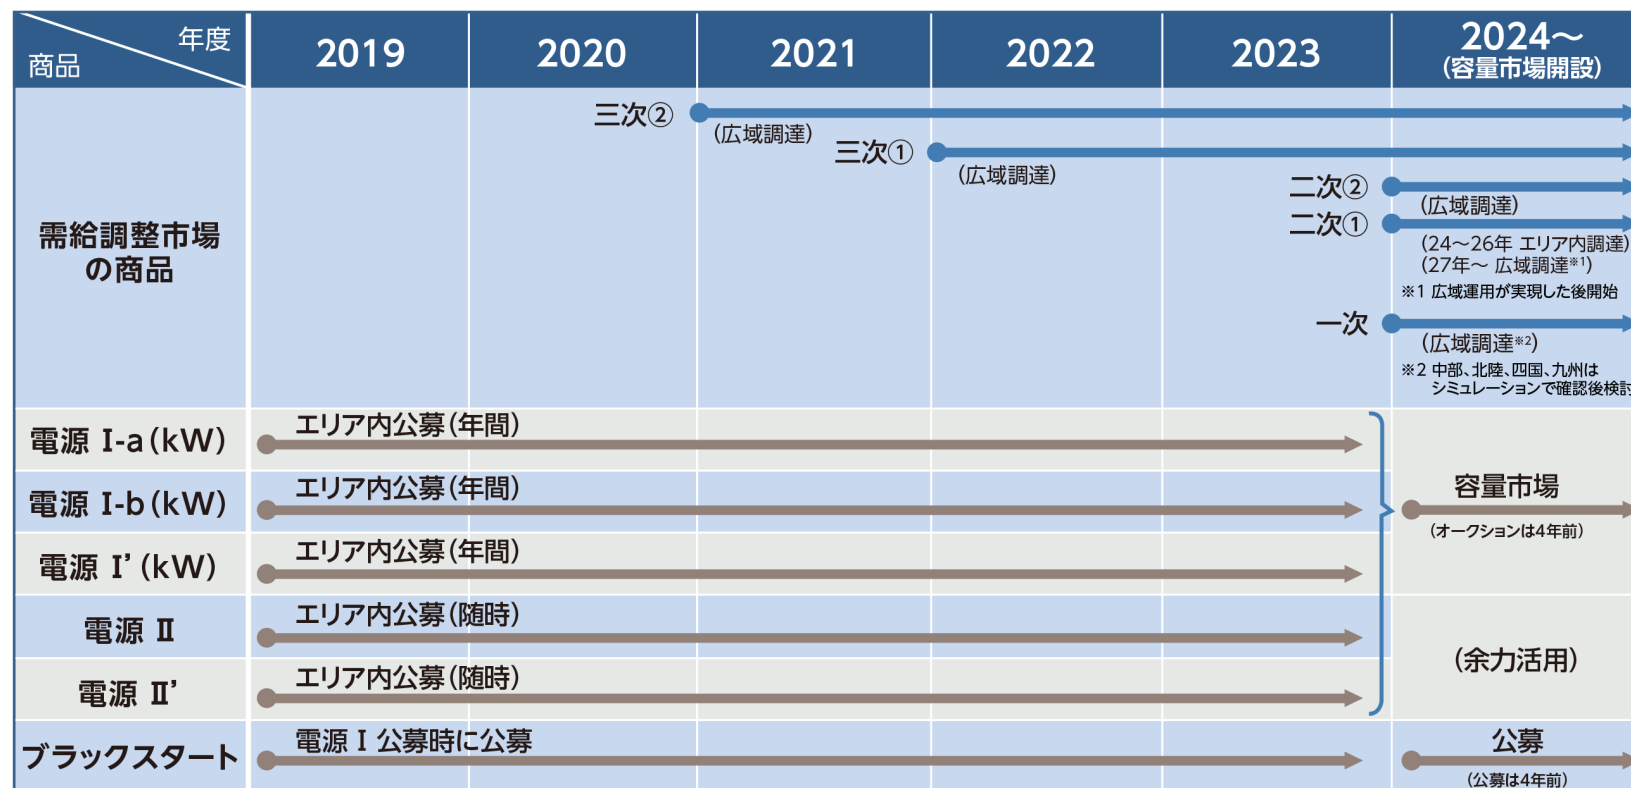 年度
商品
2019
2020
2021
2022
2023
2024～
(容量市場開設)
需給調整市場
の商品
三次②
(広域調達)
三次①
(広域調達)
二次②
(広域調達)
二次①
(24～26年 エリア内調達)
(27年～ 広域調達※1)
※1 広域運用が実現した後開始
一次
(広域調達※2)
※2 中部、北陸、四国、九州は
シミュレーションで確認後検討
電源 I-a(kW)
エリア内公募(年間)
電源 I-b(kW)
エリア内公募(年間)
電源 I’(kW)
エリア内公募(年間)
容量市場
(オークションは4年前)
電源 II
エリア内公募(随時)
電源 II’
エリア内公募(随時)
(余力活用)
ブラックスタート
電源 I 公募時に公募
公募
(公募は4年前)